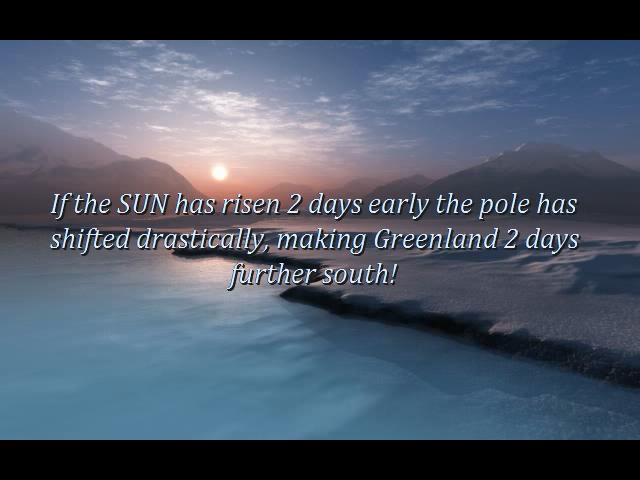 If the SUN has risen 2 days early the pole has
shifted drastically, making Greenland 2 days
further south!